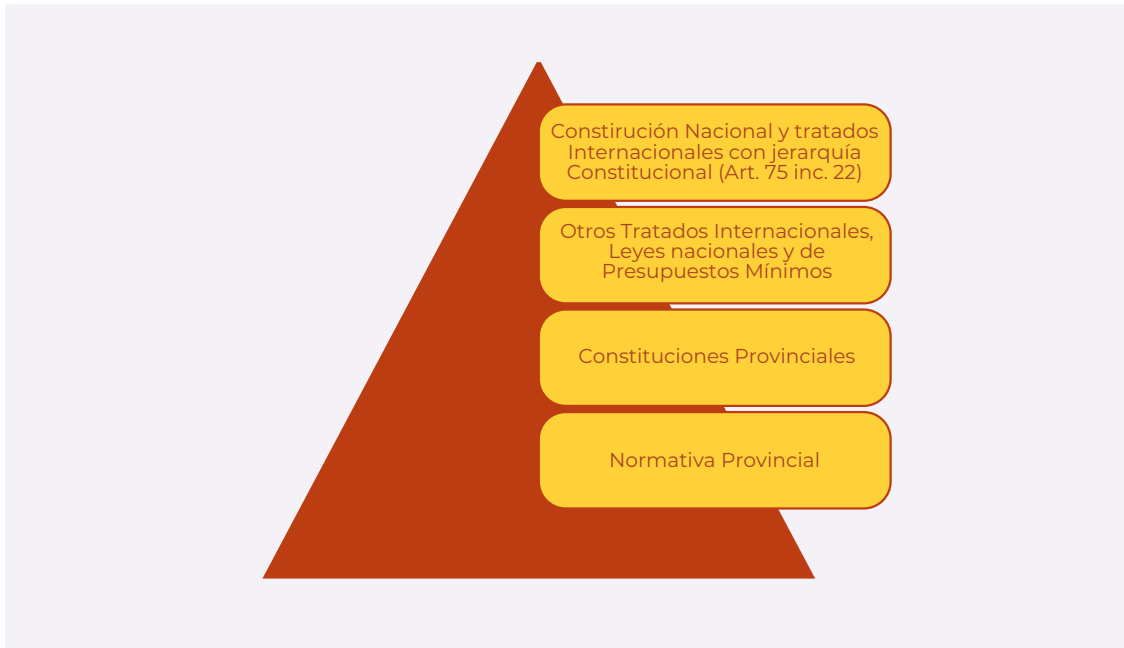 Constirución Nacional y tratados
Internacionales con jerarquía
Constitucional (Art. 75 inc. 22)
Otros Tratados Internacionales,
Leyes nacionales y de
Presupuestos Mínimos
Constituciones Provinciales
Normativa Provincial